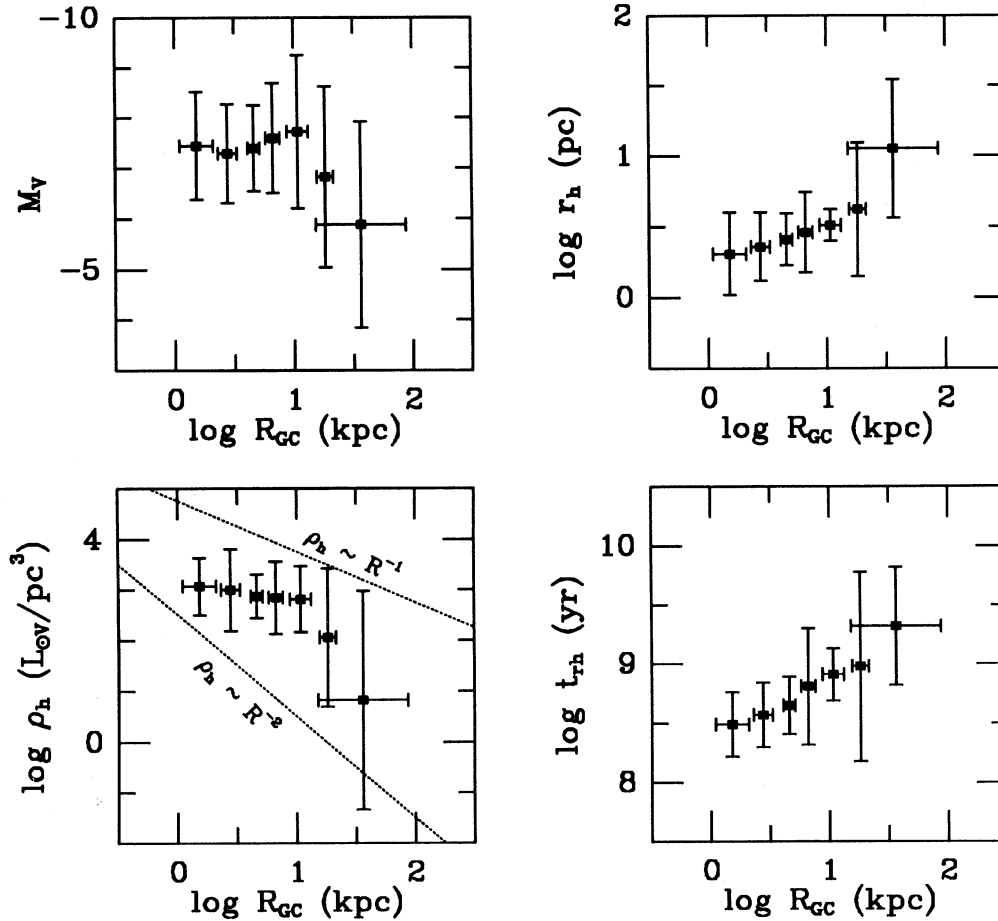 -10
-5
M_V
0 1 2
log R_GC (kpc)
2
1
0
log r_h (pc)
0 1 2
log R_GC (kpc)
4
0
log ρ_h (L_⊙V/pc³)
ρ_h ~ R⁻¹
ρ_h ~ R⁻²
0 1 2
log R_GC (kpc)
10
9
8
log t_rh (yr)
0 1 2
log R_GC (kpc)